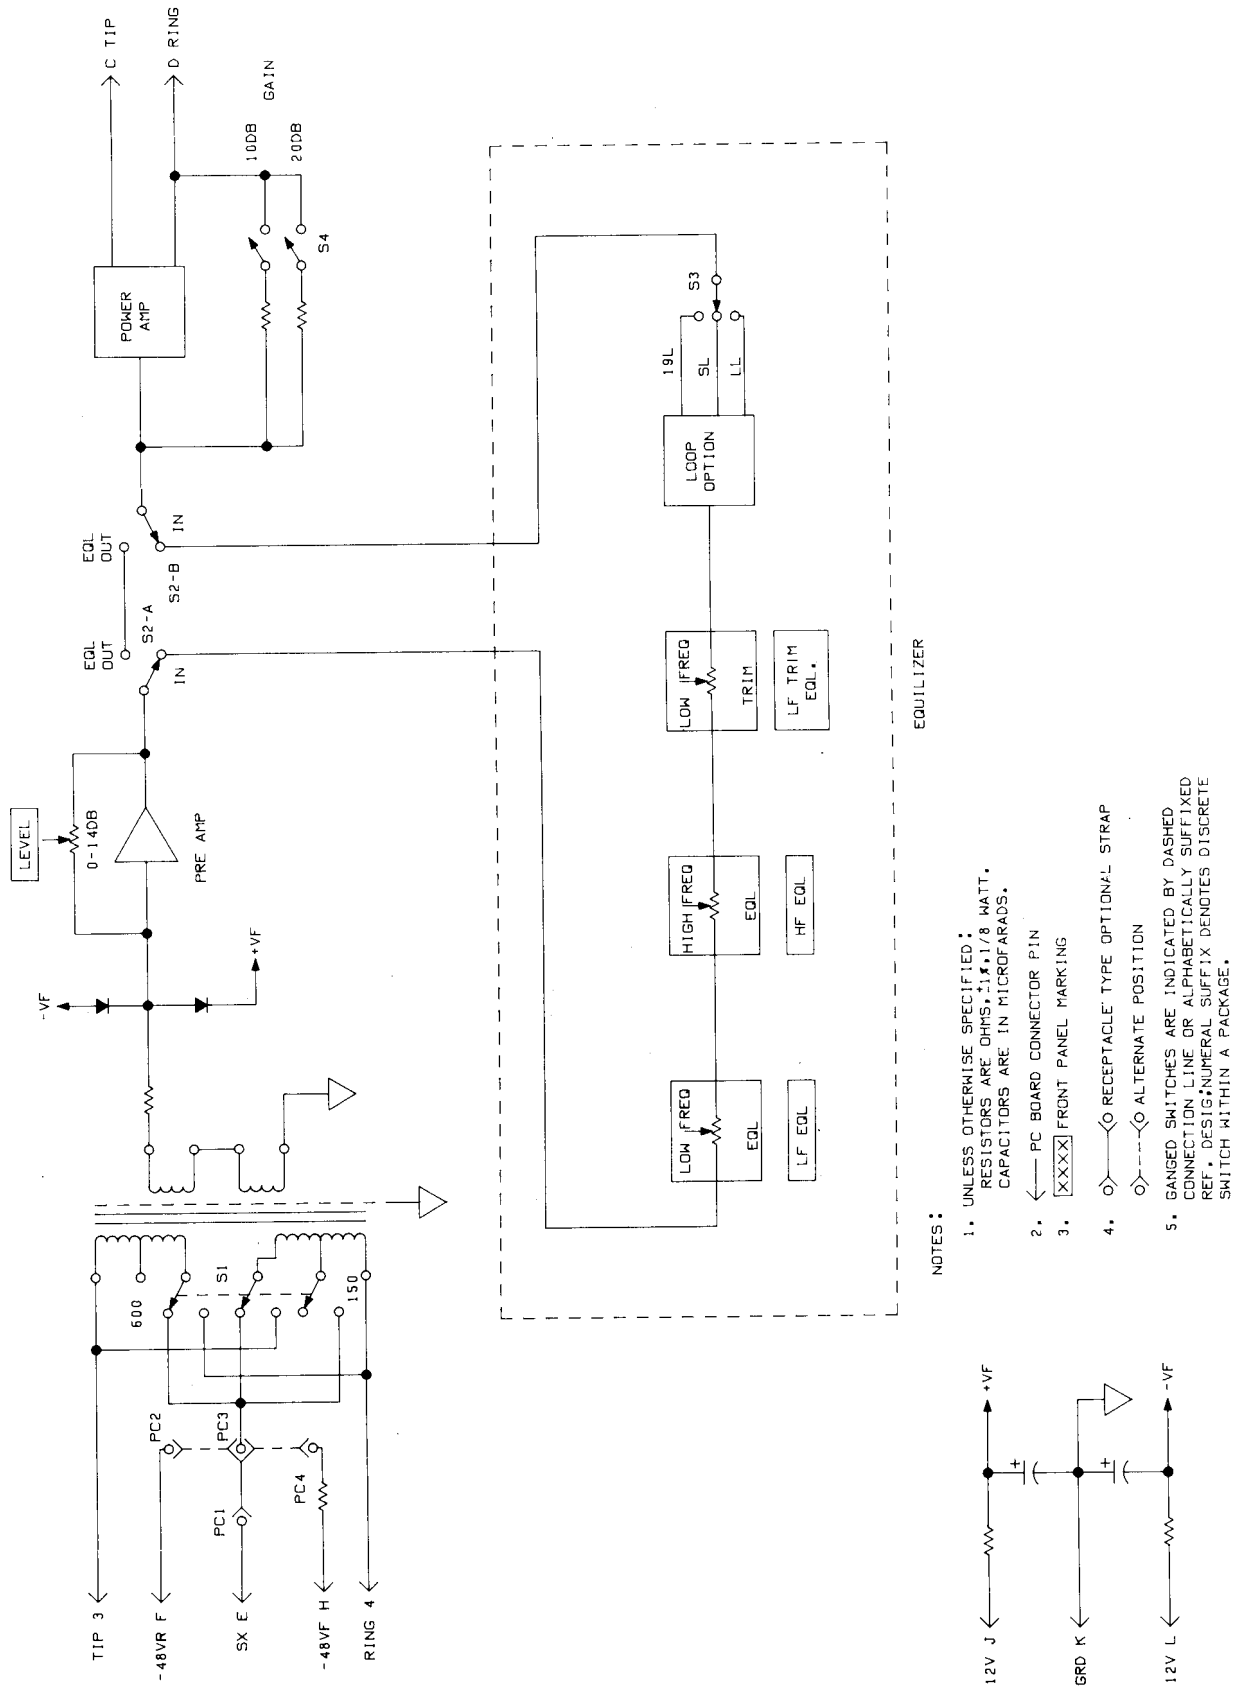 TIP 3
-48VR F
SX E
-48VF H
RING 4
PC2
PC3
PC1
PC4
600
S1
150
-VF
+VF
LEVEL
0-14DB
PRE AMP
EQL
OUT
IN
S2-A
EQL
OUT
IN
S2-B
POWER
AMP
C TIP
D RING
10DB
20DB
GAIN
S4
LOW FREQ
EQL
LF EQL
HIGH FREQ
EQL
HF EQL
LOW FREQ
TRIM
LF TRIM
EQL.
LOOP
OPTION
19L
SL
LL
S3
EQUILIZER
12V J
GRD K
12V L
+VF
-VF
+
+
NOTES:
1. UNLESS OTHERWISE SPECIFIED:
RESISTORS ARE OHMS, ±1%, 1/8 WATT.
CAPACITORS ARE IN MICROFARADS.
2. PC BOARD CONNECTOR PIN
3. XXXX FRONT PANEL MARKING
4. RECEPTACLE TYPE OPTIONAL STRAP
ALTERNATE POSITION
5. GANGED SWITCHES ARE INDICATED BY DASHED
CONNECTION LINE OR ALPHABETICALLY SUFFIXED
REF. DESIG; NUMERAL SUFFIX DENOTES DISCRETE
SWITCH WITHIN A PACKAGE.